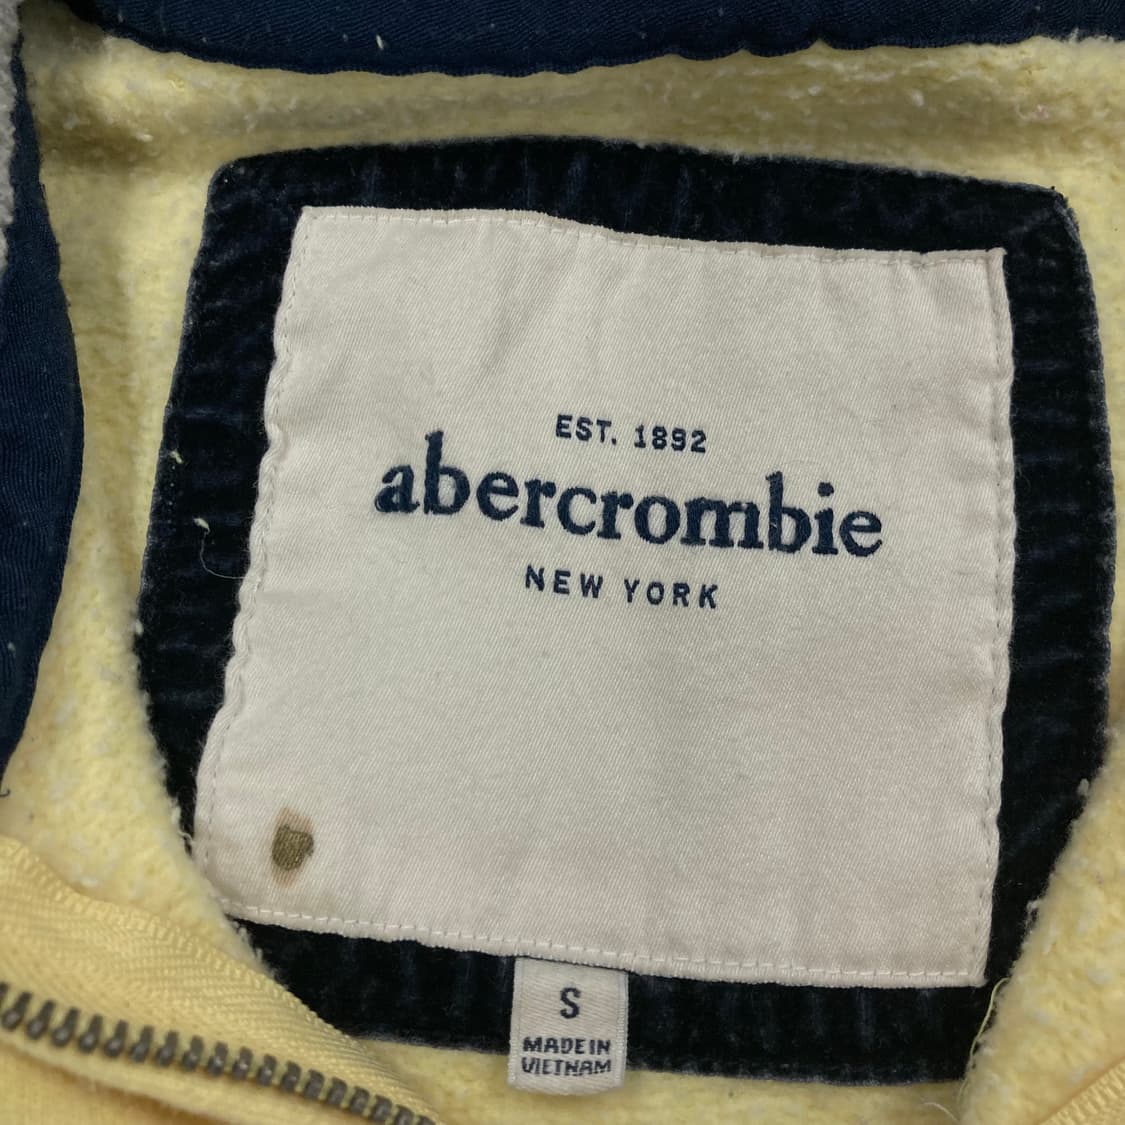 EST. 1892
abercrombie
NEW YORK
S
MADE IN
VIETNAM